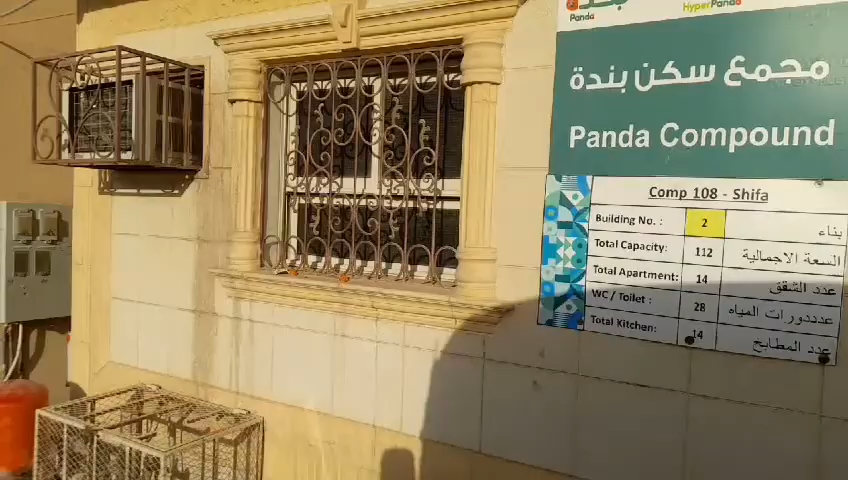 Panda
HyperPanda
مجمع سكن بندة
Panda Compound
Comp 108 - Shifa
Building No. : 2 بناء
Total Capacity: 112 السعة الاجمالية
Total Apartment: 14 عدد الشقق
WC / Toilet : 28 عدددورات المياه
Total Kitchen: 14 عدد المطابخ